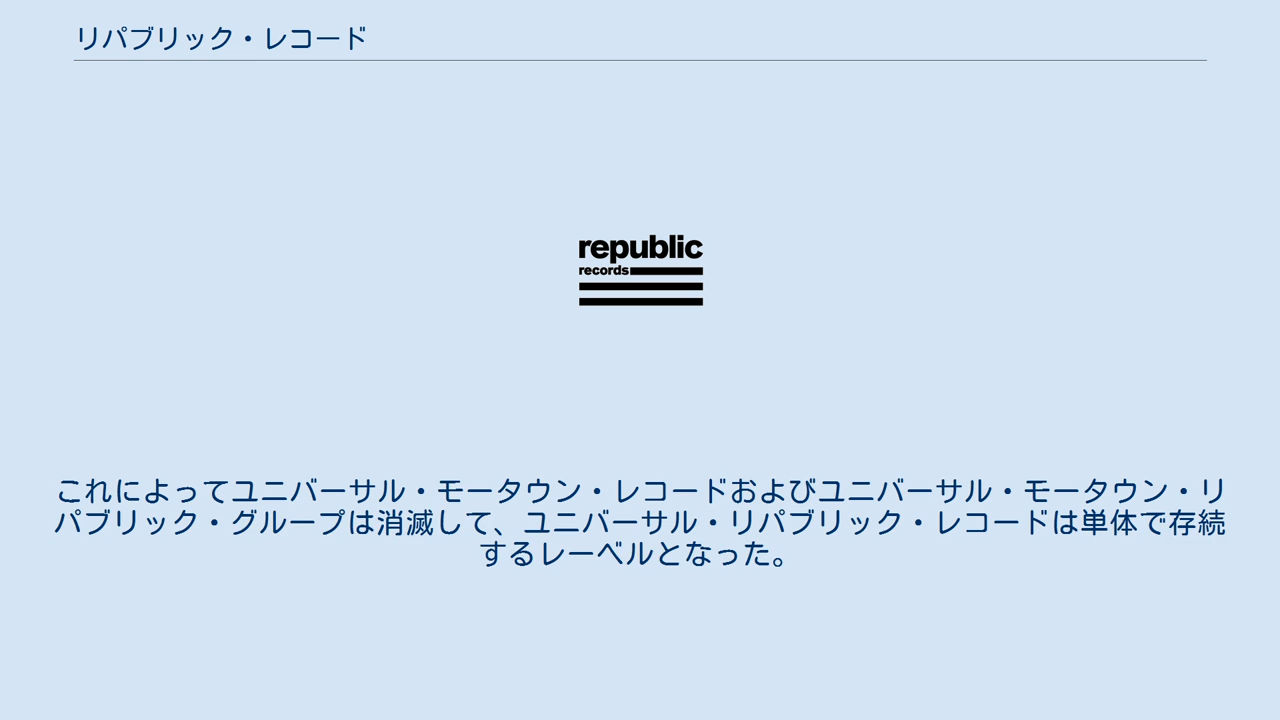 リパブリック・レコード
republic
records
これによってユニバーサル・モータウン・レコードおよびユニバーサル・モータウン・リ
パブリック・グループは消滅して、ユニバーサル・リパブリック・レコードは単体で存続
するレーベルとなった。